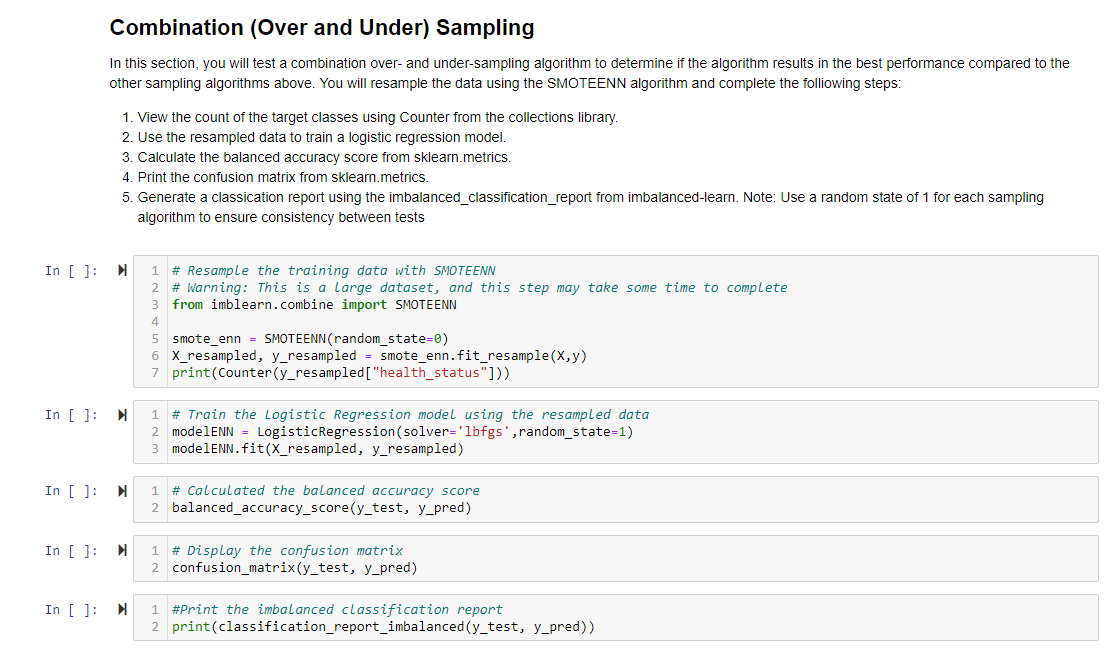 Combination (Over and Under) Sampling
In this section, you will test a combination over- and under-sampling algorithm to determine if the algorithm results in the best performance compared to the
other sampling algorithms above. You will resample the data using the SMOTEENN algorithm and complete the folliowing steps:
1. View the count of the target classes using Counter from the collections library.
2. Use the resampled data to train a logistic regression model.
3. Calculate the balanced accuracy score from sklearn.metrics.
4. Print the confusion matrix from sklearn.metrics.
5. Generate a classication report using the imbalanced_classification_report from imbalanced-learn. Note: Use a random state of 1 for each sampling
algorithm to ensure consistency between tests
In [ ]:
1 # Resample the training data with SMOTEENN
2 # Warning: This is a large dataset, and this step may take some time to complete
3 from imblearn.combine import SMOTEENN
4
5 smote_enn = SMOTEENN(random_state=0)
6 X_resampled, y_resampled = smote_enn.fit_resample(X,y)
7 print(Counter(y_resampled["health_status"]))
In [ ]:
1 # Train the Logistic Regression model using the resampled data
2 modelENN = LogisticRegression(solver='lbfgs',random_state=1)
3 modelENN.fit(X_resampled, y_resampled)
In [ ]:
1 # Calculated the balanced accuracy score
2 balanced_accuracy_score(y_test, y_pred)
In [ ]:
1 # Display the confusion matrix
2 confusion_matrix(y_test, y_pred)
In [ ]:
1 #Print the imbalanced classification report
2 print(classification_report_imbalanced(y_test, y_pred))